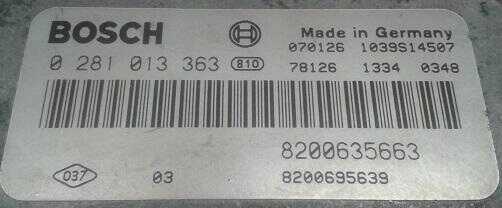 BOSCH
Made in Germany
070126 1039S14507
0 281 013 363 810
78126 1334 0348
8200635663
037 03 8200695639